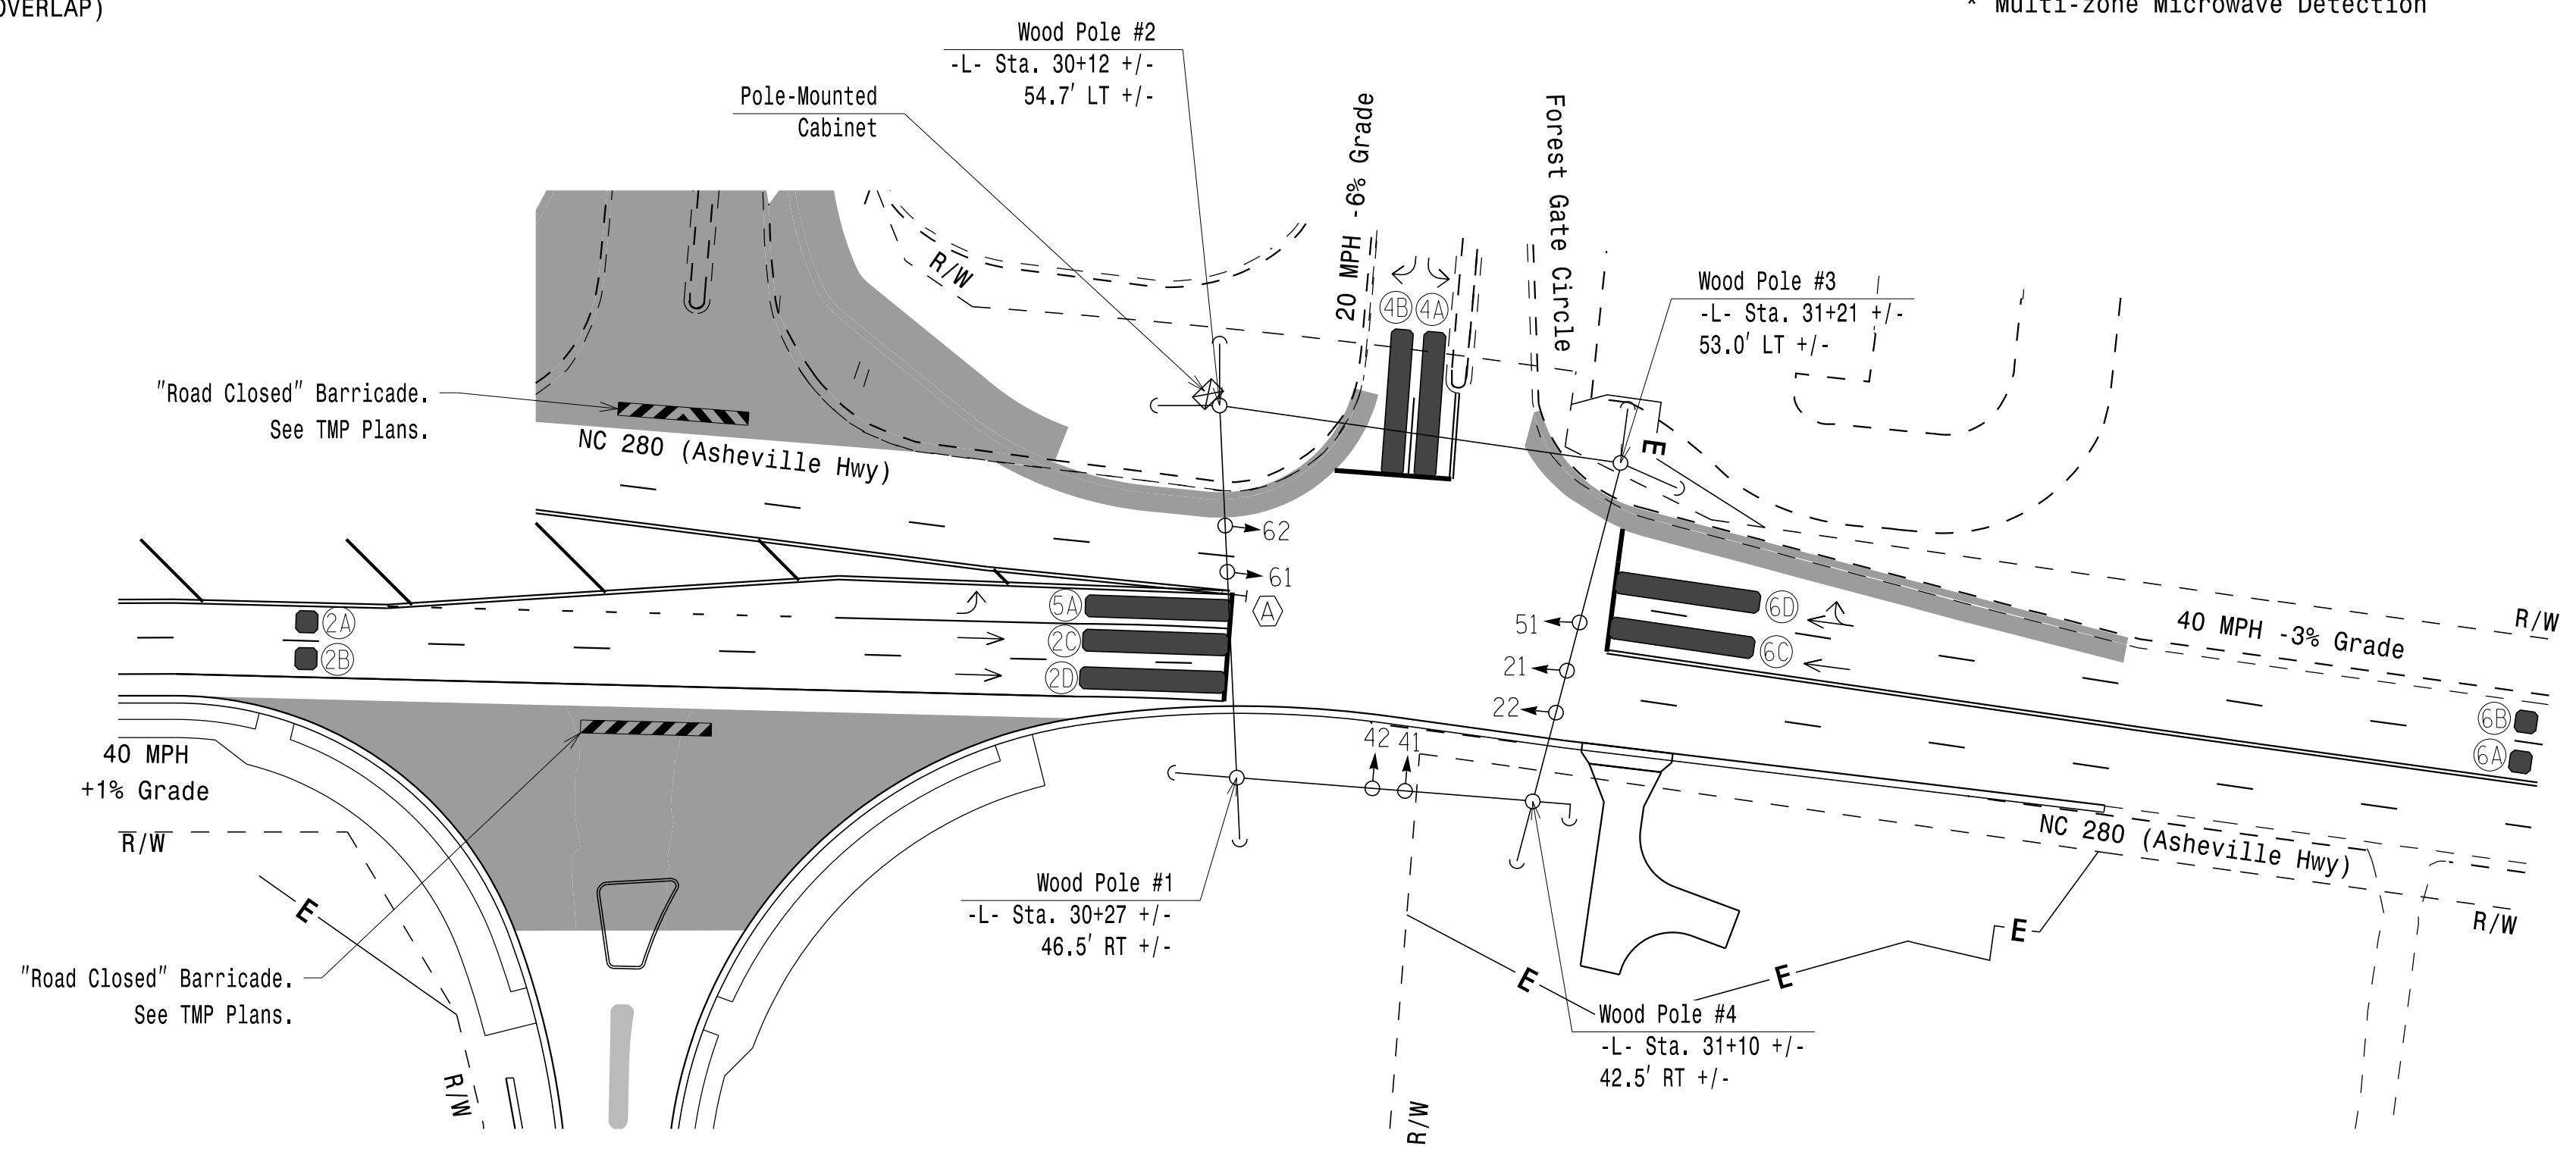 OVERLAP)
* Multi-zone Microwave Detection
Wood Pole #2
-L- Sta. 30+12 +/-
54.7' LT +/-
Pole-Mounted
Cabinet
20 MPH -6% Grade
Forest Gate Circle
R/W
4B
4A
Wood Pole #3
-L- Sta. 31+21 +/-
53.0' LT +/-
"Road Closed" Barricade.
See TMP Plans.
NC 280 (Asheville Hwy)
E
62
61
A
5A
2A
2B
2C
2D
51
21
22
6D
6C
40 MPH -3% Grade
R/W
6B
6A
42
41
40 MPH
+1% Grade
R/W
E
NC 280 (Asheville Hwy)
R/W
Wood Pole #1
-L- Sta. 30+27 +/-
46.5' RT +/-
E
E
E
"Road Closed" Barricade.
See TMP Plans.
Wood Pole #4
-L- Sta. 31+10 +/-
42.5' RT +/-
R/W
R/W